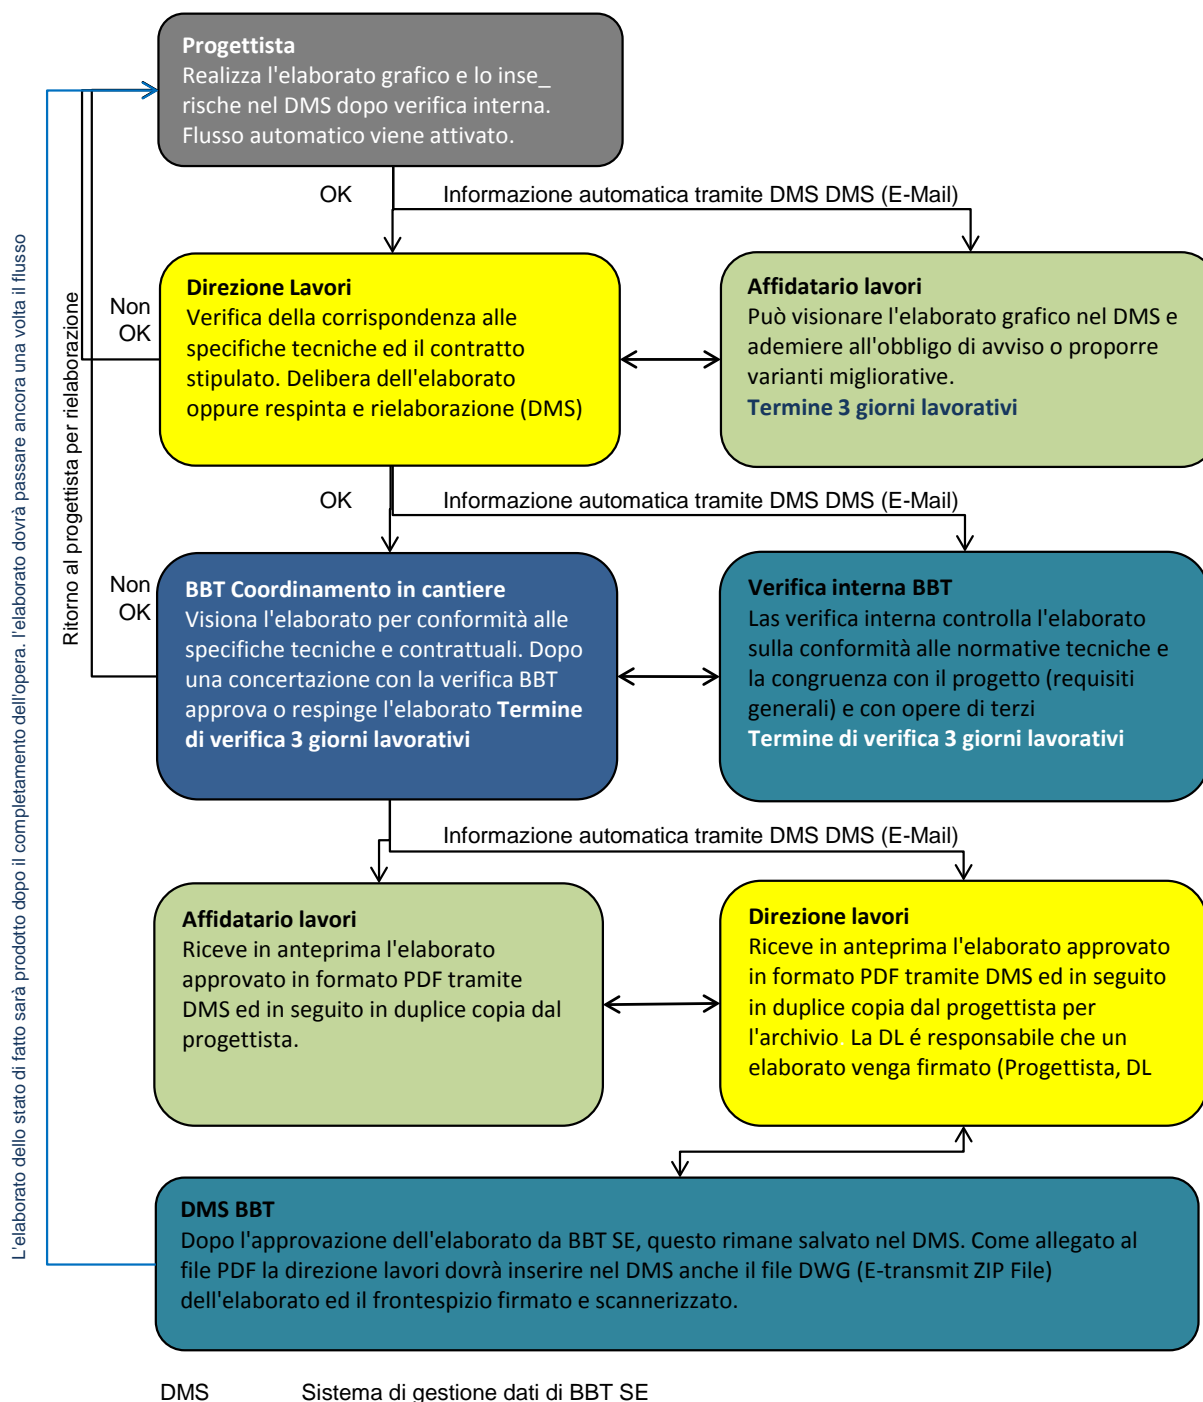 Progettista
Realizza l'elaborato grafico e lo inse_
rische nel DMS dopo verifica interna.
Flusso automatico viene attivato.
OK
Informazione automatica tramite DMS DMS (E-Mail)
Direzione Lavori
Verifica della corrispondenza alle
specifiche tecniche ed il contratto
stipulato. Delibera dell'elaborato
oppure respinta e rielaborazione (DMS)
Non
OK
Affidatario lavori
Può visionare l'elaborato grafico nel DMS e
ademiere all'obbligo di avviso o proporre
varianti migliorative.
Termine 3 giorni lavorativi
OK
Informazione automatica tramite DMS DMS (E-Mail)
Non
OK
BBT Coordinamento in cantiere
Visiona l'elaborato per conformità alle
specifiche tecniche e contrattuali. Dopo
una concertazione con la verifica BBT
approva o respinge l'elaborato Termine
di verifica 3 giorni lavorativi
Verifica interna BBT
Las verifica interna controlla l'elaborato
sulla conformità alle normative tecniche e
la congruenza con il progetto (requisiti
generali) e con opere di terzi
Termine di verifica 3 giorni lavorativi
Informazione automatica tramite DMS DMS (E-Mail)
Affidatario lavori
Riceve in anteprima l'elaborato
approvato in formato PDF tramite
DMS ed in seguito in duplice copia dal
progettista.
Direzione lavori
Riceve in anteprima l'elaborato approvato
in formato PDF tramite DMS ed in seguito
in duplice copia dal progettista per
l'archivio. La DL é responsabile che un
elaborato venga firmato (Progettista, DL
DMS BBT
Dopo l'approvazione dell'elaborato da BBT SE, questo rimane salvato nel DMS. Come allegato al
file PDF la direzione lavori dovrà inserire nel DMS anche il file DWG (E-transmit ZIP File)
dell'elaborato ed il frontespizio firmato e scannerizzato.
Ritorno al progettista per rielaborazione
L'elaborato dello stato di fatto sarà prodotto dopo il completamento dell'opera. l'elaborato dovrà passare ancora una volta il flusso
DMS Sistema di gestione dati di BBT SE